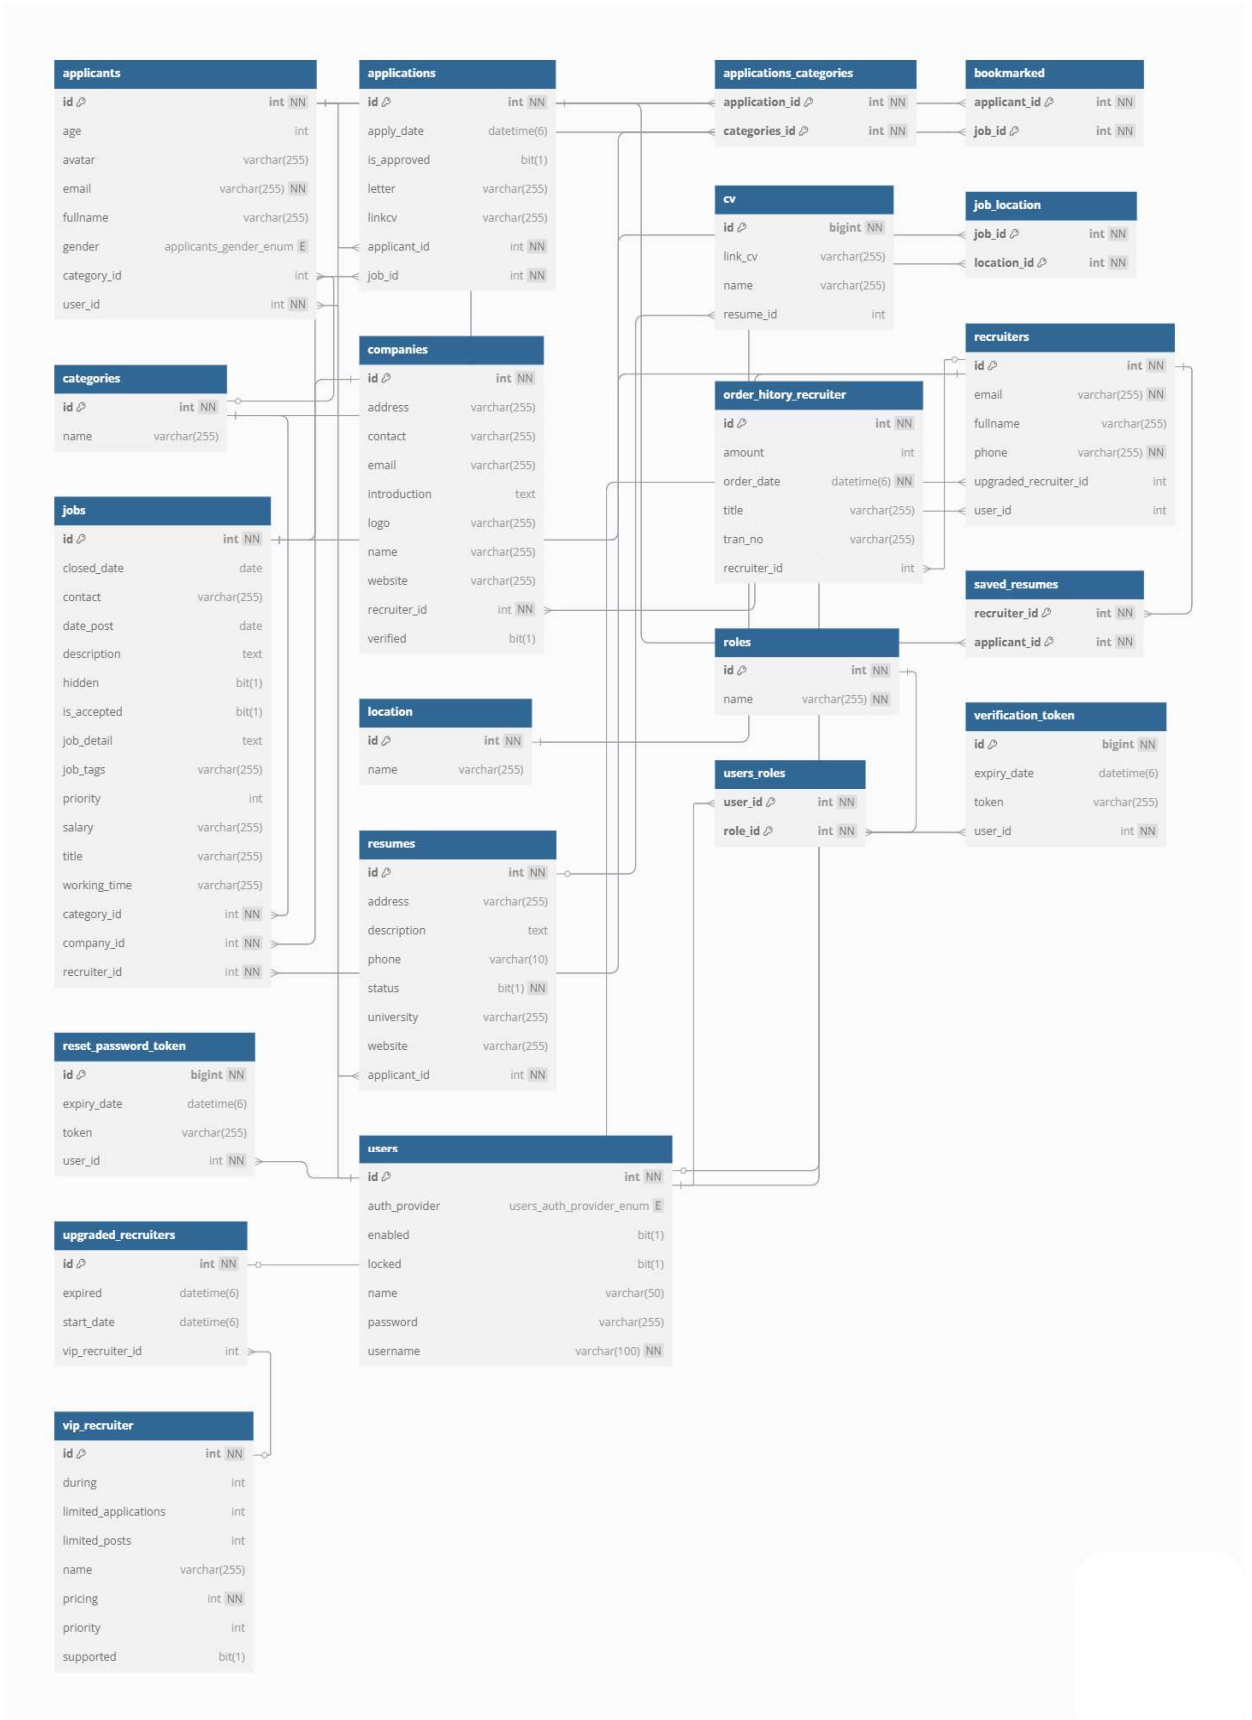 applicants
id int NN
age int
avatar varchar(255)
email varchar(255) NN
fullname varchar(255)
gender applicants_gender_enum E
category_id int
user_id int NN
applications
id int NN
apply_date datetime(6)
is_approved bit(1)
letter varchar(255)
linkcv varchar(255)
applicant_id int NN
job_id int NN
applications_categories
application_id int NN
categories_id int NN
bookmarked
applicant_id int NN
job_id int NN
cv
id bigint NN
link_cv varchar(255)
name varchar(255)
resume_id int
job_location
job_id int NN
location_id int NN
categories
id int NN
name varchar(255)
companies
id int NN
address varchar(255)
contact varchar(255)
email varchar(255)
introduction text
logo varchar(255)
name varchar(255)
website varchar(255)
recruiter_id int NN
verified bit(1)
order_hitory_recruiter
id int NN
amount int
order_date datetime(6) NN
title varchar(255)
tran_no varchar(255)
recruiter_id int
recruiters
id int NN
email varchar(255) NN
fullname varchar(255)
phone varchar(255) NN
upgraded_recruiter_id int
user_id int
jobs
id int NN
closed_date date
contact varchar(255)
date_post date
description text
hidden bit(1)
is_accepted bit(1)
job_detail text
job_tags varchar(255)
priority int
salary varchar(255)
title varchar(255)
working_time varchar(255)
category_id int NN
company_id int NN
recruiter_id int NN
location
id int NN
name varchar(255)
roles
id int NN
name varchar(255) NN
saved_resumes
recruiter_id int NN
applicant_id int NN
resumes
id int NN
address varchar(255)
description text
phone varchar(10)
status bit(1) NN
university varchar(255)
website varchar(255)
applicant_id int NN
users_roles
user_id int NN
role_id int NN
verification_token
id bigint NN
expiry_date datetime(6)
token varchar(255)
user_id int NN
reset_password_token
id bigint NN
expiry_date datetime(6)
token varchar(255)
user_id int NN
users
id int NN
auth_provider users_auth_provider_enum E
enabled bit(1)
locked bit(1)
name varchar(50)
password varchar(255)
username varchar(100) NN
upgraded_recruiters
id int NN
expired datetime(6)
start_date datetime(6)
vip_recruiter_id int
vip_recruiter
id int NN
during int
limited_applications int
limited_posts int
name varchar(255)
pricing int NN
priority int
supported bit(1)